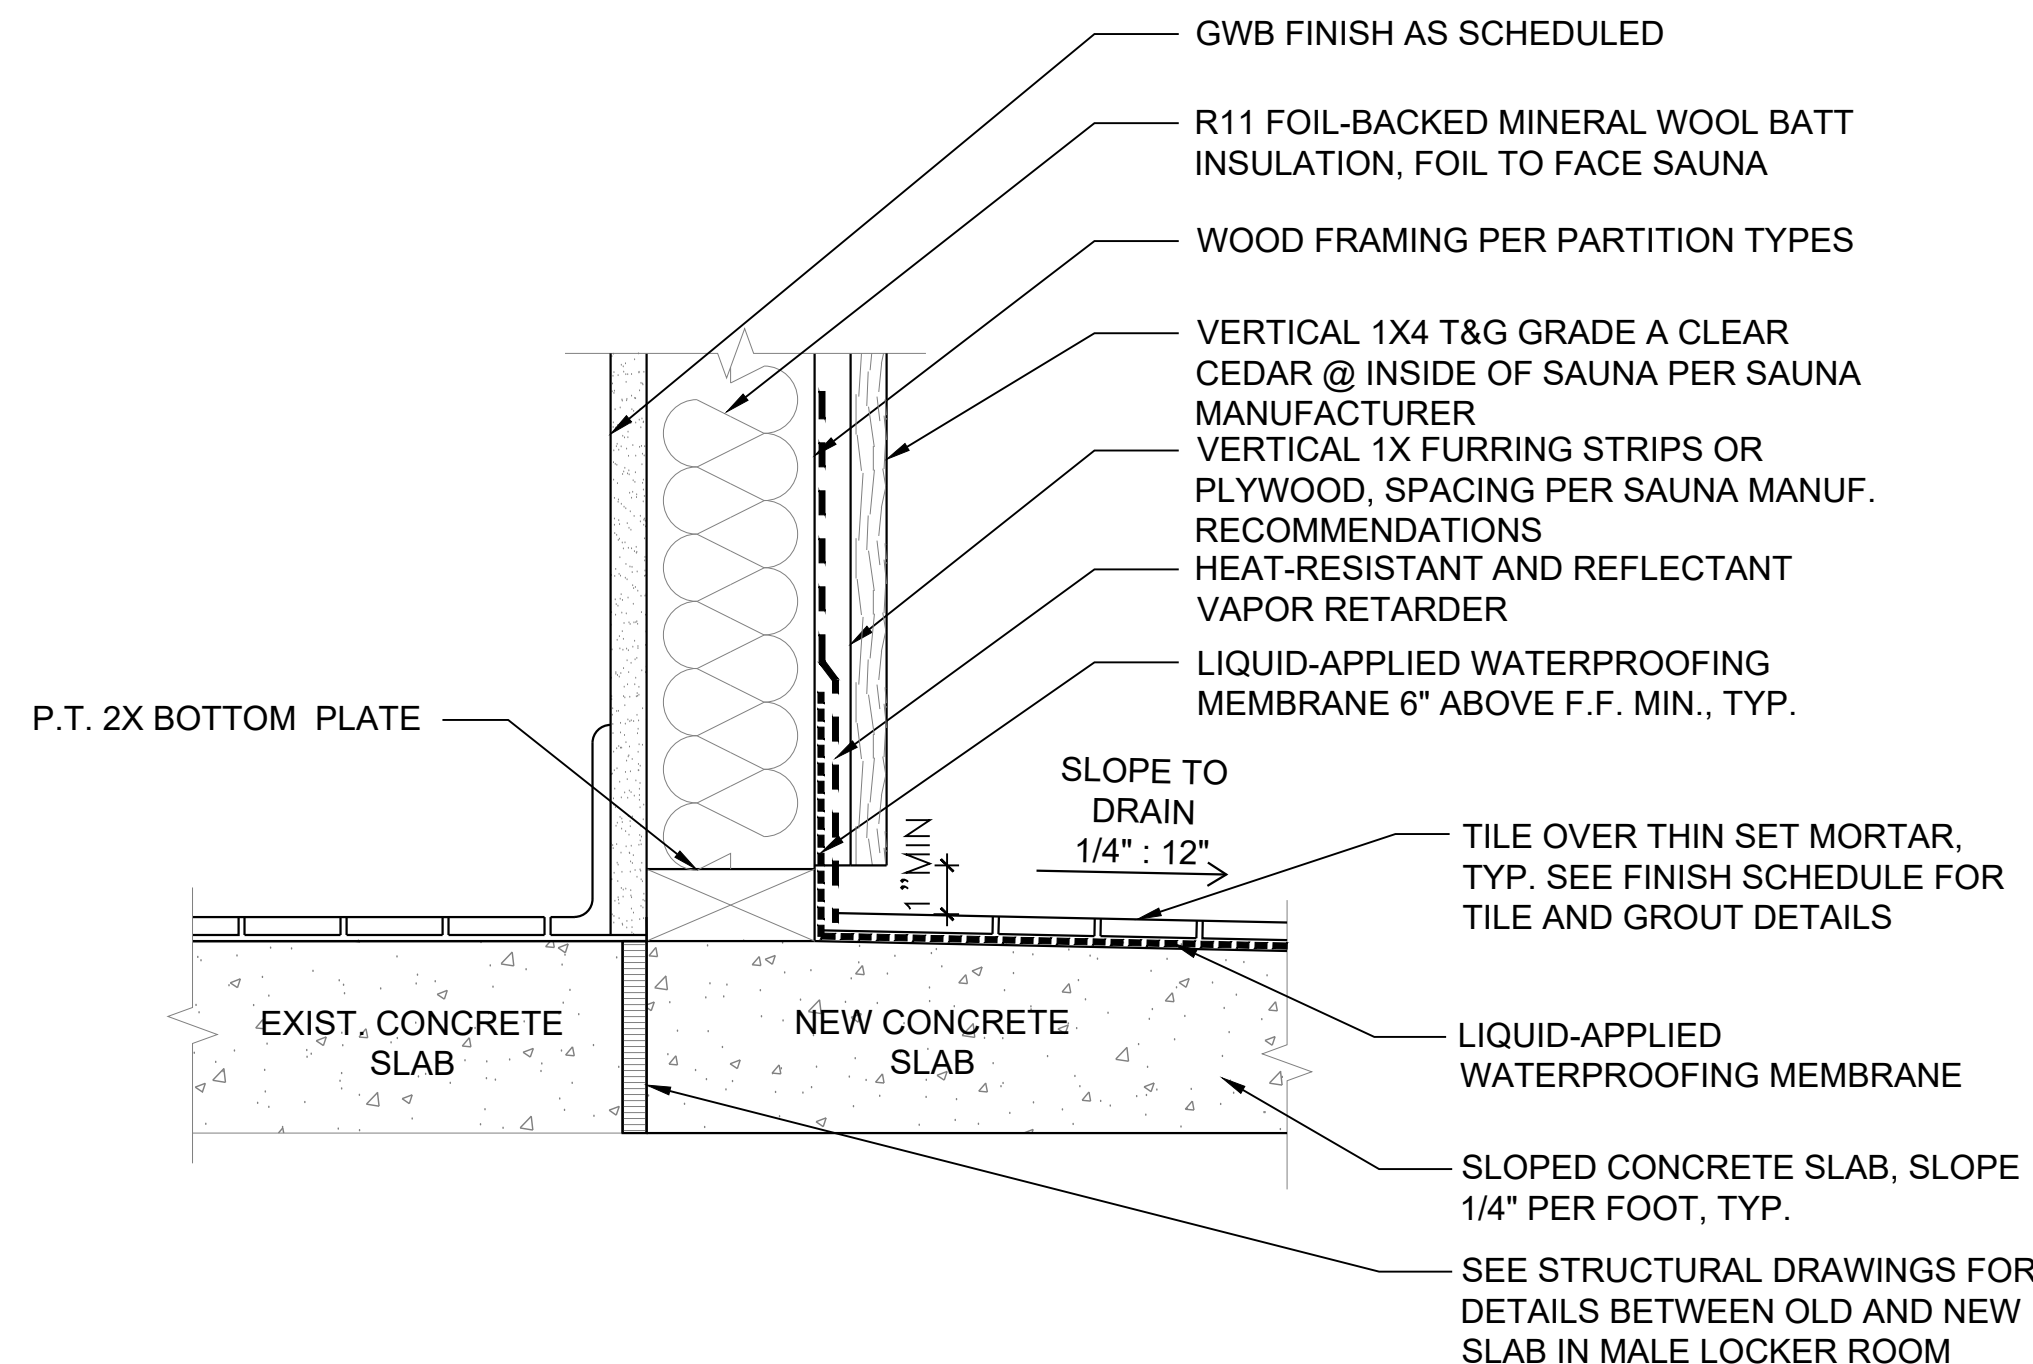 GWB FINISH AS SCHEDULED
R11 FOIL-BACKED MINERAL WOOL BATT
INSULATION, FOIL TO FACE SAUNA
WOOD FRAMING PER PARTITION TYPES
VERTICAL 1X4 T&G GRADE A CLEAR
CEDAR @ INSIDE OF SAUNA PER SAUNA
MANUFACTURER
VERTICAL 1X FURRING STRIPS OR
PLYWOOD, SPACING PER SAUNA MANUF.
RECOMMENDATIONS
HEAT-RESISTANT AND REFLECTANT
VAPOR RETARDER
LIQUID-APPLIED WATERPROOFING
MEMBRANE 6" ABOVE F.F. MIN., TYP.
P.T. 2X BOTTOM PLATE
SLOPE TO
DRAIN
1/4" : 12"
1" MIN
TILE OVER THIN SET MORTAR,
TYP. SEE FINISH SCHEDULE FOR
TILE AND GROUT DETAILS
EXIST. CONCRETE
SLAB
NEW CONCRETE
SLAB
LIQUID-APPLIED
WATERPROOFING MEMBRANE
SLOPED CONCRETE SLAB, SLOPE
1/4" PER FOOT, TYP.
SEE STRUCTURAL DRAWINGS FOR
DETAILS BETWEEN OLD AND NEW
SLAB IN MALE LOCKER ROOM